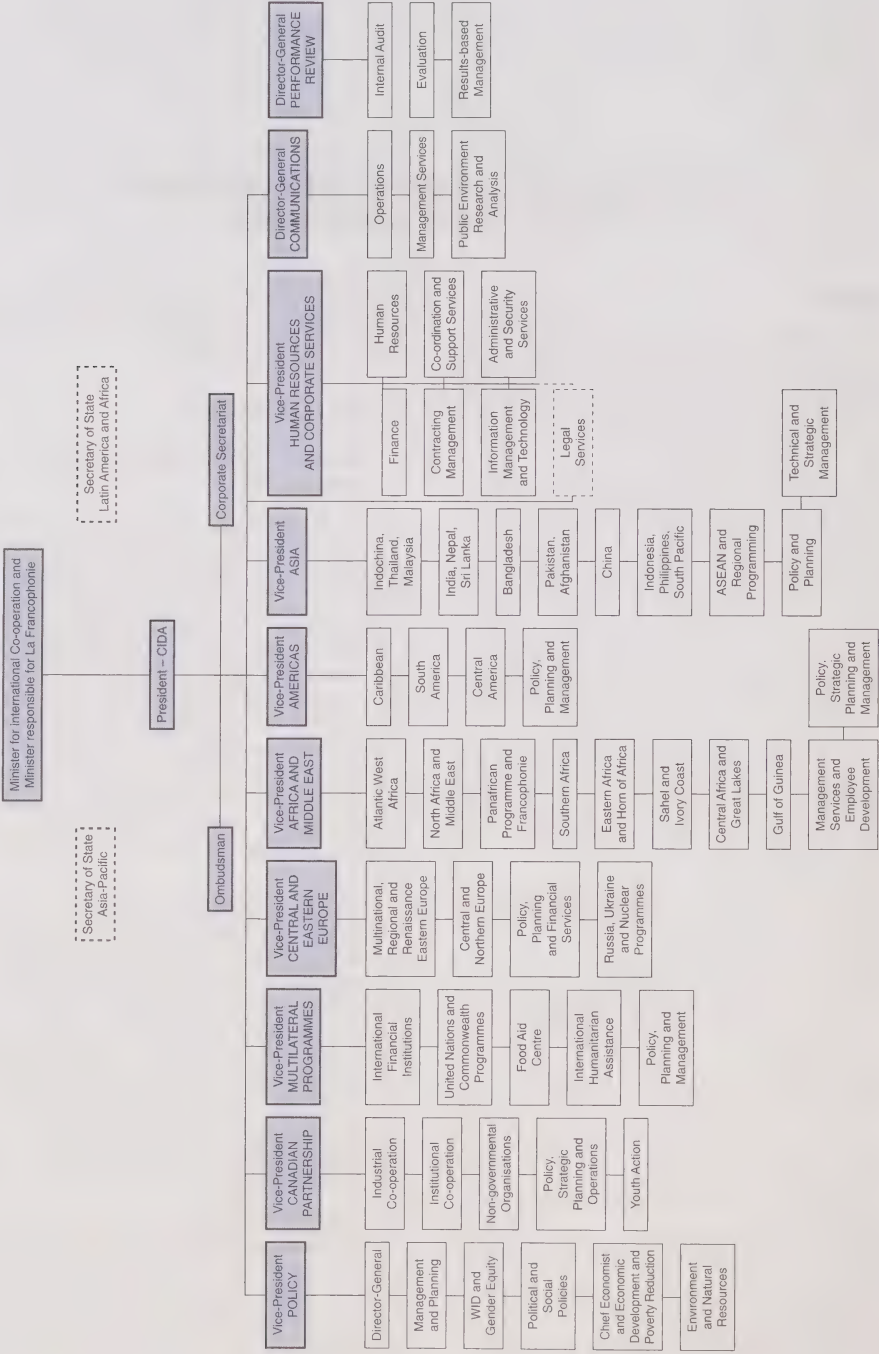 Minister for international Co-operation and
Minister responsible for La Francophonie
Secretary of State
Asia-Pacific
Secretary of State
Latin America and Africa
President – CIDA
Ombudsman
Corporate Secretariat
Vice-President
POLICY
Director-General
Management
and Planning
WID and
Gender Equity
Political and
Social
Policies
Chief Economist
and Economic
Development and
Poverty Reduction
Environment
and Natural
Resources
Vice-President
CANADIAN
PARTNERSHIP
Industrial
Co-operation
Institutional
Co-operation
Non-governmental
Organisations
Policy,
Strategic
Planning and
Operations
Youth Action
Vice-President
MULTILATERAL
PROGRAMMES
International
Financial
Institutions
United Nations and
Commonwealth
Programmes
Food Aid
Centre
International
Humanitarian
Assistance
Policy,
Planning and
Management
Vice-President
CENTRAL AND
EASTERN
EUROPE
Multinational,
Regional and
Renaissance
Eastern Europe
Central and
Northern Europe
Policy,
Planning
and Financial
Services
Russia, Ukraine
and Nuclear
Programmes
Vice-President
AFRICA AND
MIDDLE EAST
Atlantic West
Africa
North Africa and
Middle East
Panafrican
Programme and
Francophonie
Southern Africa
Eastern Africa
and Horn of Africa
Sahel and
Ivory Coast
Central Africa and
Great Lakes
Gulf of Guinea
Management
Services and
Employee
Development
Policy,
Strategic
Planning and
Management
Vice-President
AMERICAS
Caribbean
South
America
Central
America
Policy,
Planning and
Management
Vice-President
ASIA
Indochina,
Thailand,
Malaysia
India, Nepal,
Sri Lanka
Bangladesh
Pakistan,
Afghanistan
China
Indonesia,
Philippines,
South Pacific
ASEAN and
Regional
Programming
Policy and
Planning
Technical and
Strategic
Management
Vice-President
HUMAN RESOURCES
AND CORPORATE SERVICES
Finance
Human
Resources
Contracting
Management
Co-ordination and
Support Services
Information
Management
and Technology
Administrative
and Security
Services
Legal
Services
Director-General
COMMUNICATIONS
Operations
Management Services
Public Environment
Research and
Analysis
Director-General
PERFORMANCE
REVIEW
Internal Audit
Evaluation
Results-based
Management